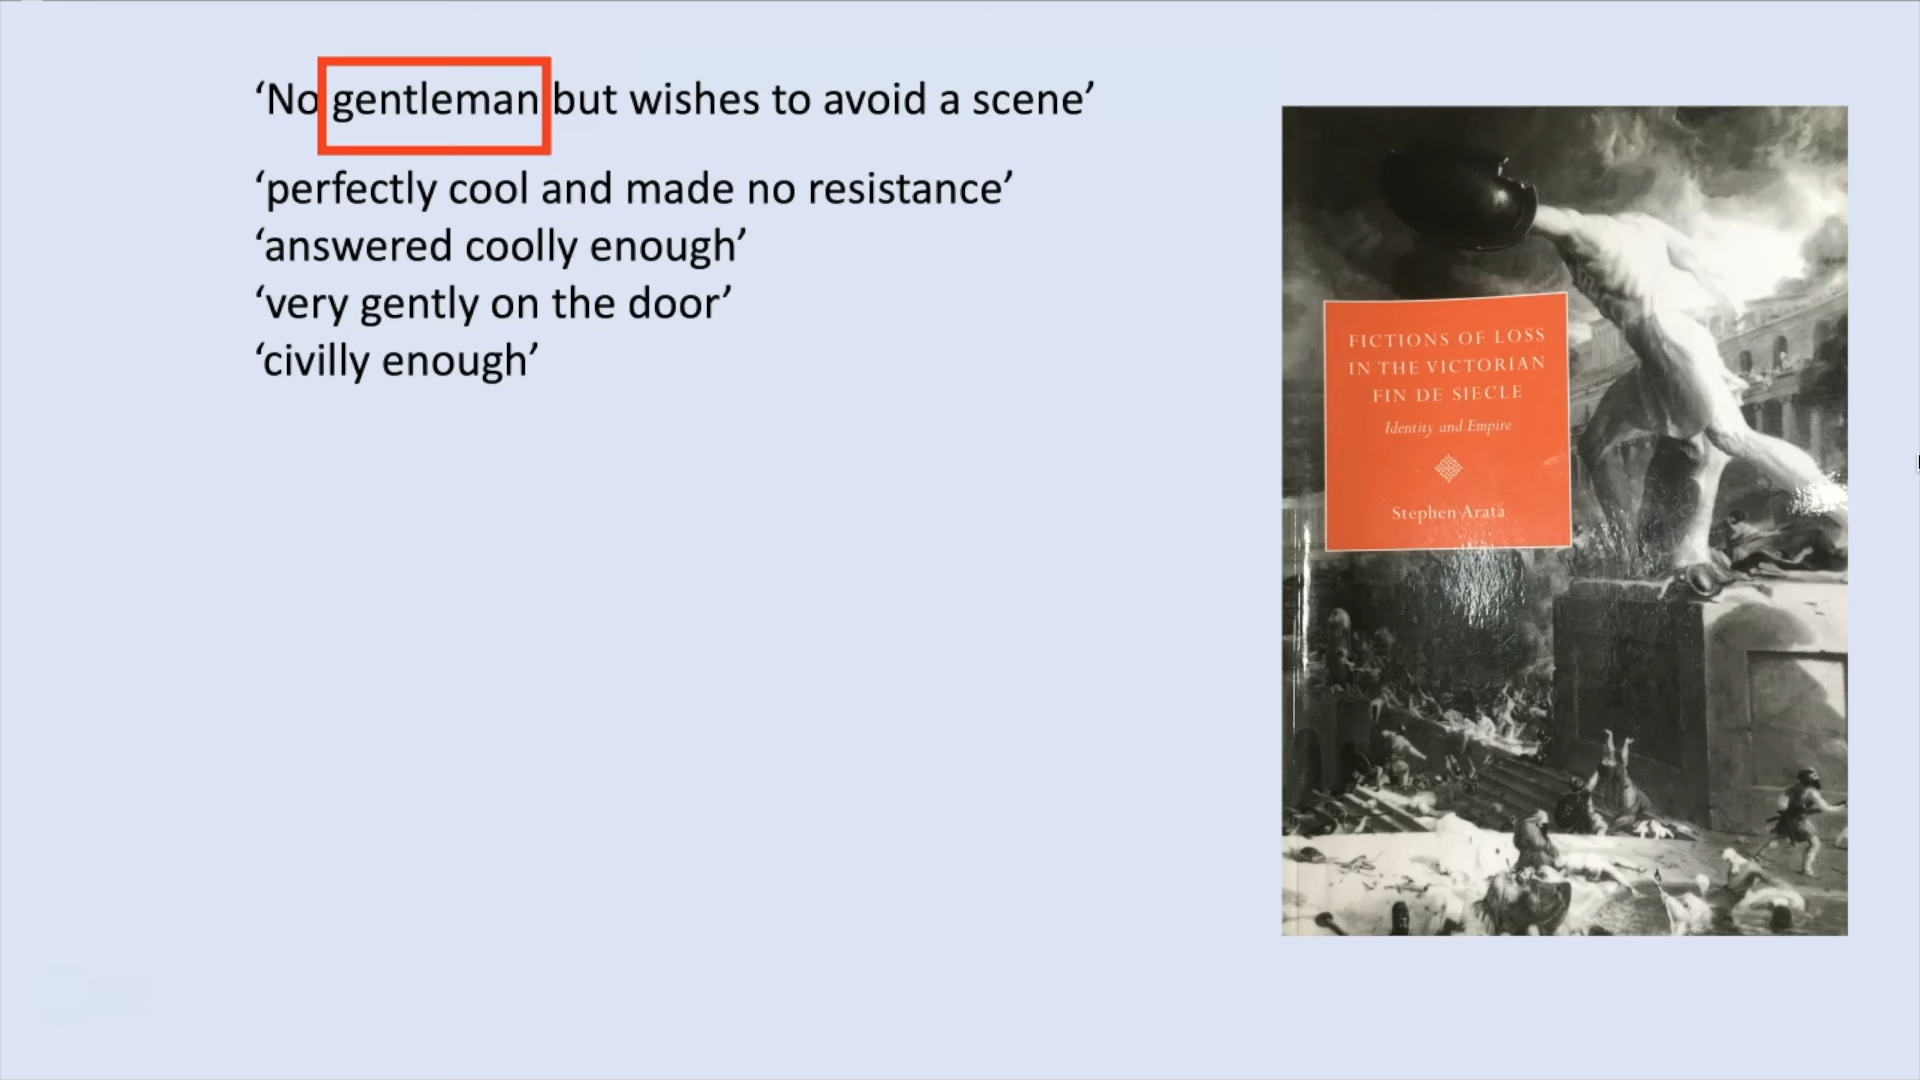 ‘No gentleman but wishes to avoid a scene’
‘perfectly cool and made no resistance’
‘answered coolly enough’
‘very gently on the door’
‘civilly enough’
FICTIONS OF LOSS
IN THE VICTORIAN
FIN DE SIECLE
Identity and Empire
Stephen Arata